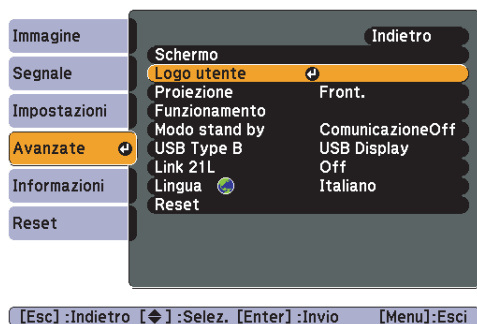 Immagine
Segnale
Impostazioni
Avanzate
Informazioni
Reset
Indietro
Schermo
Logo utente
Proiezione Front.
Funzionamento
Modo stand by ComunicazioneOff
USB Type B USB Display
Link 21L Off
Lingua Italiano
Reset
[Esc] :Indietro [◆] :Selez. [Enter] :Invio [Menu]:Esci